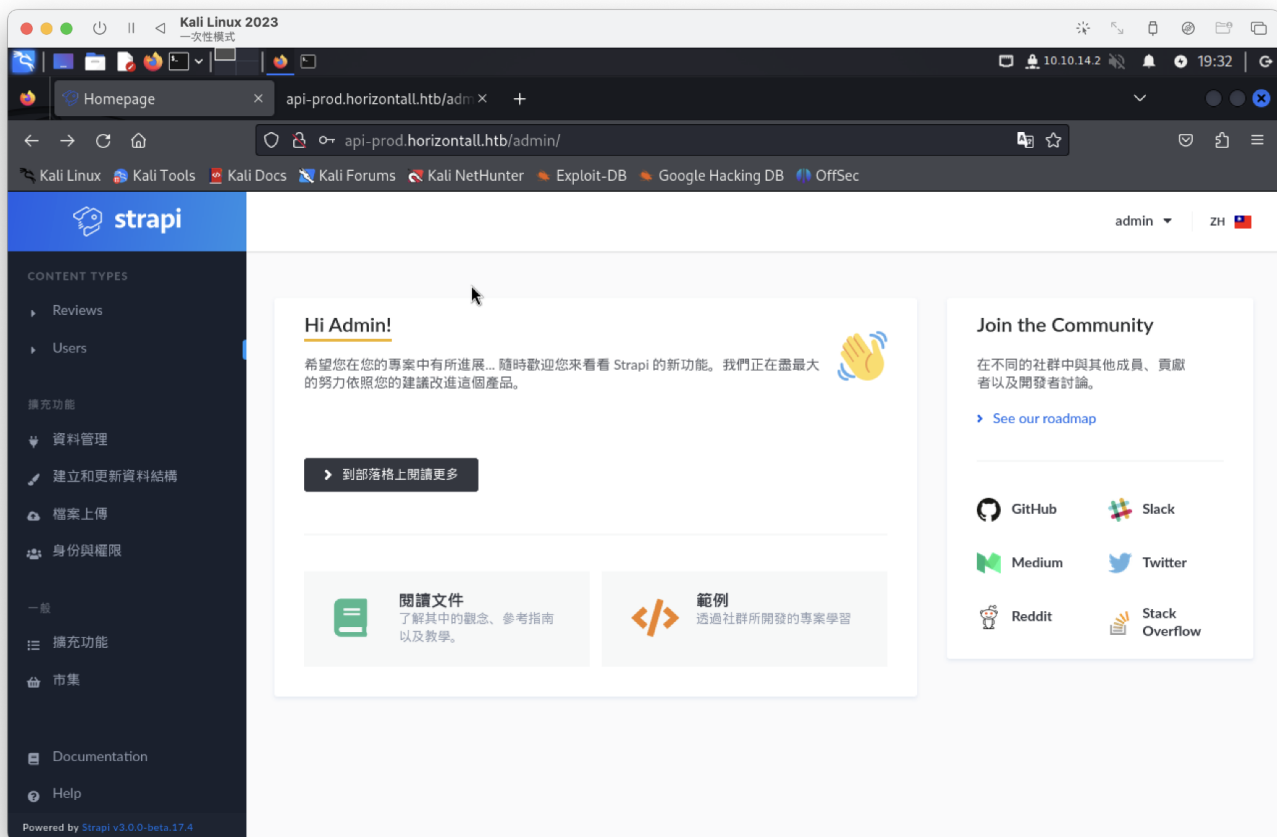 Kali Linux 2023
一次性模式
10.10.14.2
19:32
Homepage
api-prod.horizontall.htb/adm
api-prod.horizontall.htb/admin/
Kali Linux
Kali Tools
Kali Docs
Kali Forums
Kali NetHunter
Exploit-DB
Google Hacking DB
OffSec
strapi
admin
ZH
CONTENT TYPES
Reviews
Users
擴充功能
資料管理
建立和更新資料結構
檔案上傳
身份與權限
一般
擴充功能
市集
Documentation
Help
Powered by Strapi v3.0.0-beta.17.4
Hi Admin!
希望您在您的專案中有所進展... 隨時歡迎您來看看 Strapi 的新功能。我們正在盡最大
的努力依照您的建議改進這個產品。
到部落格上閱讀更多
閱讀文件
了解其中的觀念、參考指南
以及教學。
範例
透過社群所開發的專案學習
Join the Community
在不同的社群中與其他成員、貢獻
者以及開發者討論。
See our roadmap
GitHub
Slack
Medium
Twitter
Reddit
Stack
Overflow